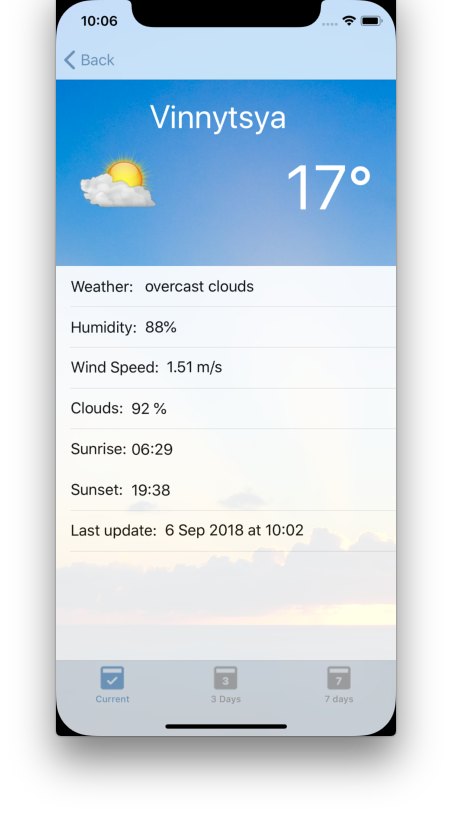 10:06
Back
Vinnytsya
17°
Weather: overcast clouds
Humidity: 88%
Wind Speed: 1.51 m/s
Clouds: 92 %
Sunrise: 06:29
Sunset: 19:38
Last update: 6 Sep 2018 at 10:02
3 7
Current 3 Days 7 days